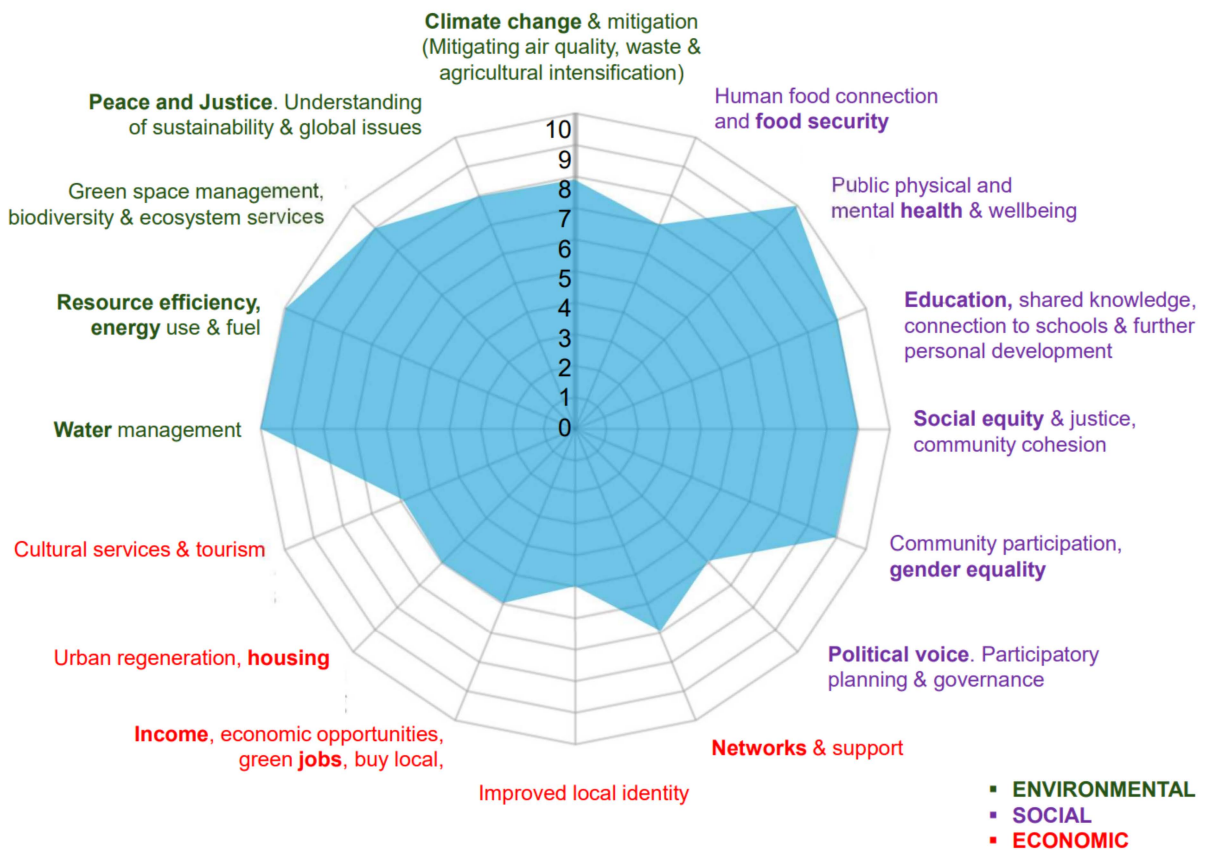 Climate change & mitigation
(Mitigating air quality, waste &
agricultural intensification)
Human food connection
and food security
Public physical and
mental health & wellbeing
Education, shared knowledge,
connection to schools & further
personal development
Social equity & justice,
community cohesion
Community participation,
gender equality
Political voice. Participatory
planning & governance
Networks & support
Improved local identity
Income, economic opportunities,
green jobs, buy local,
Urban regeneration, housing
Cultural services & tourism
Water management
Resource efficiency,
energy use & fuel
Green space management,
biodiversity & ecosystem services
Peace and Justice. Understanding
of sustainability & global issues
10
9
8
7
6
5
4
3
2
1
0
▪ ENVIRONMENTAL
▪ SOCIAL
▪ ECONOMIC